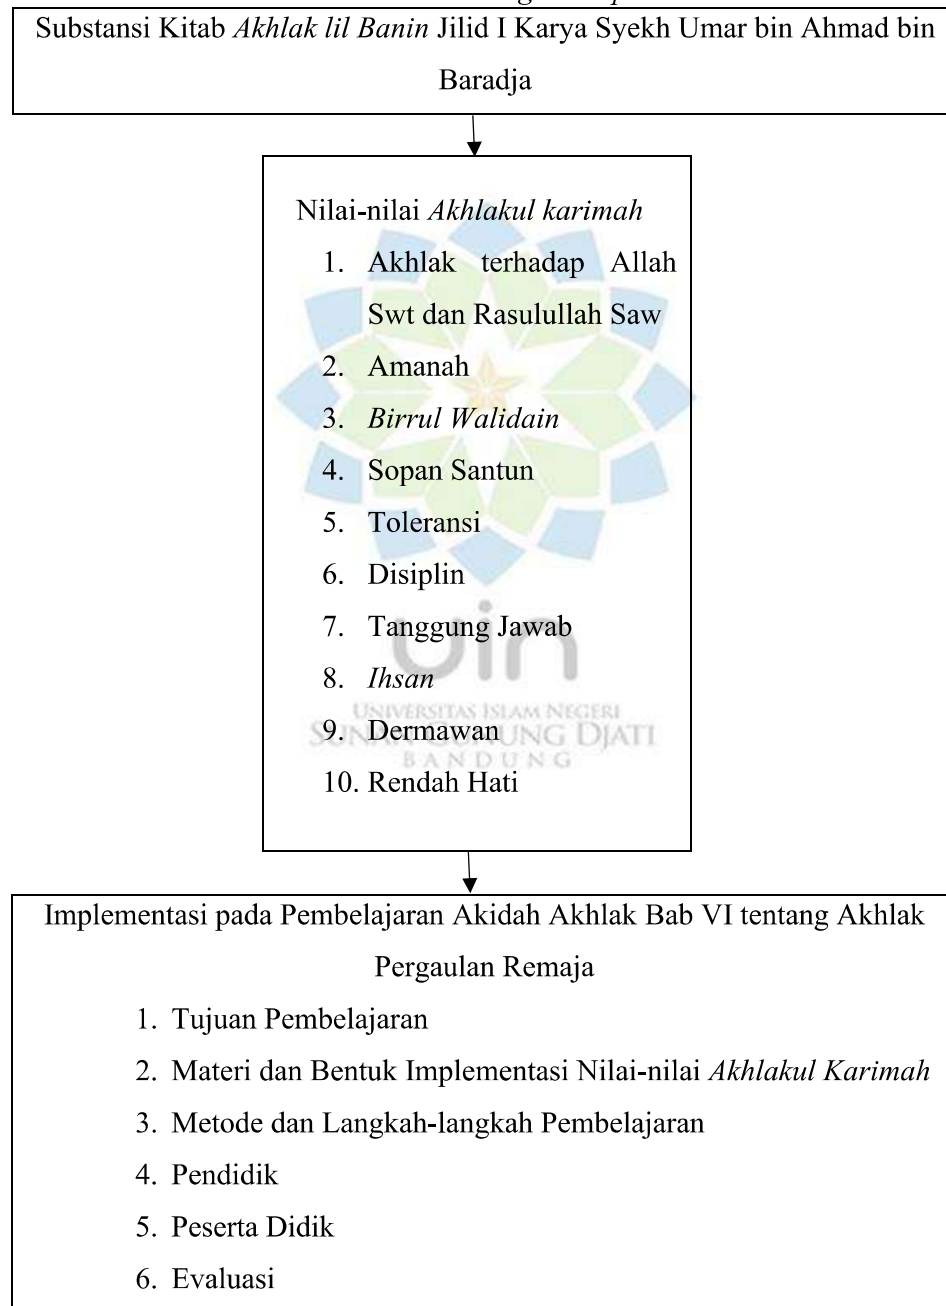 Substansi Kitab Akhlak lil Banin Jilid I Karya Syekh Umar bin Ahmad bin
Baradja
Nilai-nilai Akhlakul karimah
1. Akhlak terhadap Allah
Swt dan Rasulullah Saw
2. Amanah
3. Birrul Walidain
4. Sopan Santun
5. Toleransi
6. Disiplin
7. Tanggung Jawab
uin
8. Ihsan
UNIVERSITAS ISLAM NEGERI
9. Dermawan
SUNAN GUNUNG DJATI
BANDUNG
10. Rendah Hati
Implementasi pada Pembelajaran Akidah Akhlak Bab VI tentang Akhlak
Pergaulan Remaja
1. Tujuan Pembelajaran
2. Materi dan Bentuk Implementasi Nilai-nilai Akhlakul Karimah
3. Metode dan Langkah-langkah Pembelajaran
4. Pendidik
5. Peserta Didik
6. Evaluasi